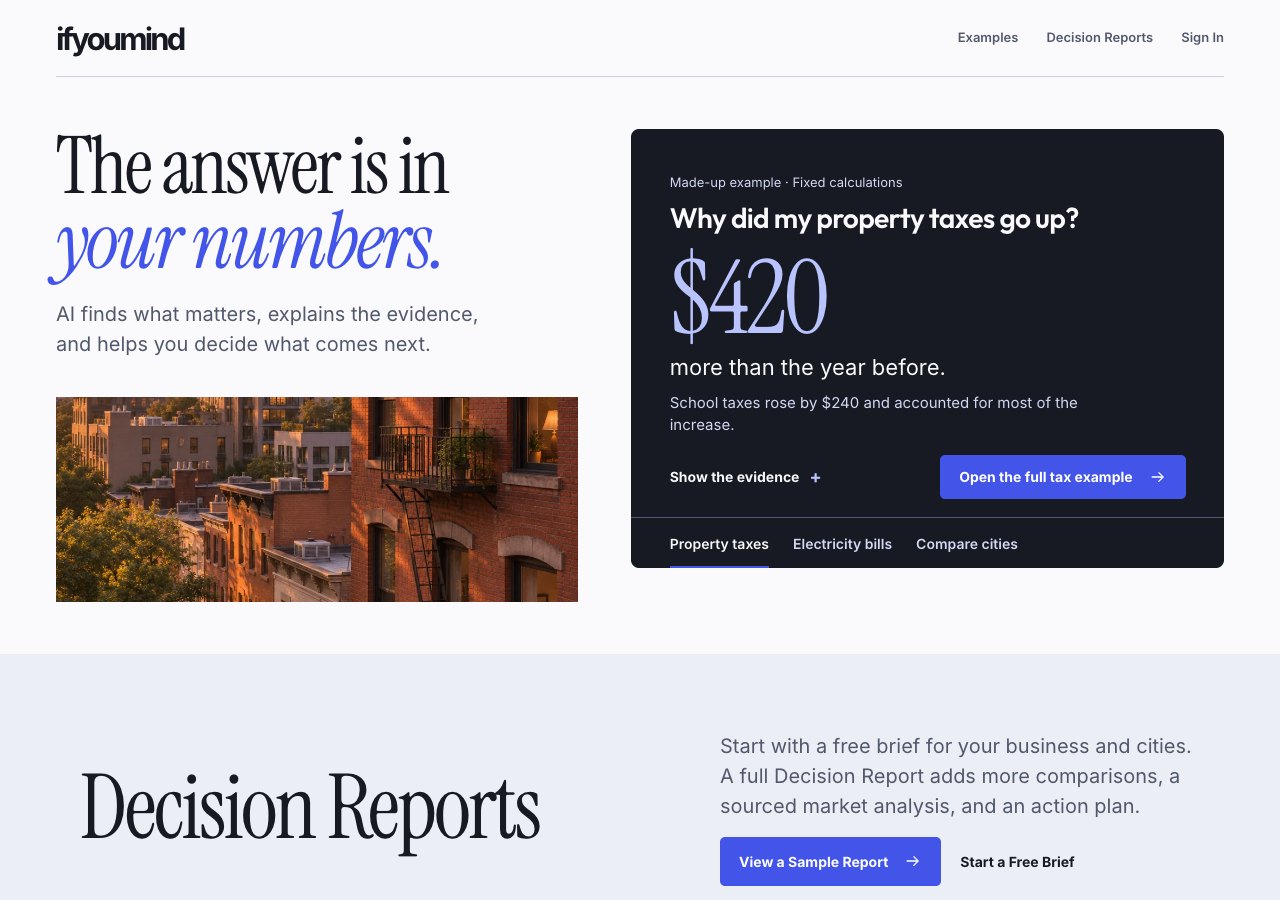 ifyoumind
Examples
Decision Reports
Sign In
The answer is in
your numbers.
AI finds what matters, explains the evidence,
and helps you decide what comes next.
Made-up example · Fixed calculations
Why did my property taxes go up?
$420
more than the year before.
School taxes rose by $240 and accounted for most of the
increase.
Show the evidence +
Open the full tax example →
Property taxes
Electricity bills
Compare cities
Decision Reports
Start with a free brief for your business and cities.
A full Decision Report adds more comparisons, a
sourced market analysis, and an action plan.
View a Sample Report →
Start a Free Brief